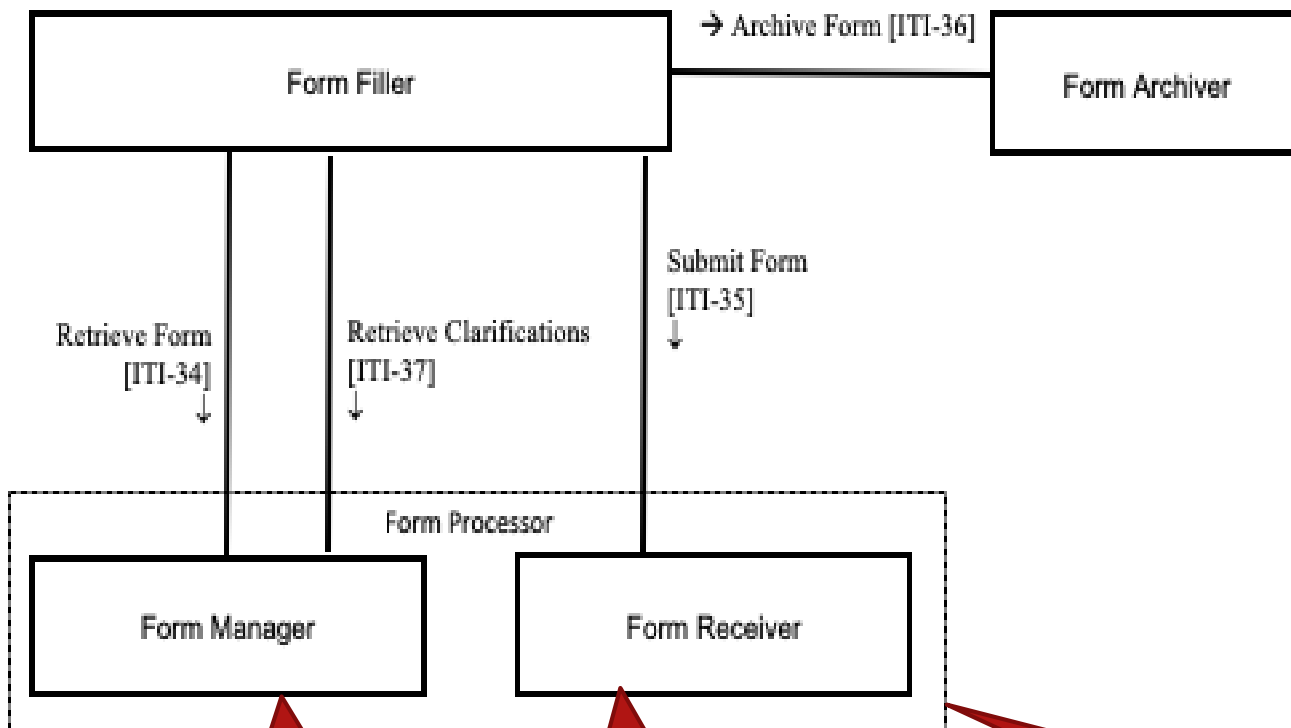 → Archive Form [ITI-36]
Form Filler
Form Archiver
Submit Form
[ITI-35]
↓
Retrieve Form
[ITI-34]
↓
Retrieve Clarifications
[ITI-37]
↓
Form Processor
Form Manager
Form Receiver